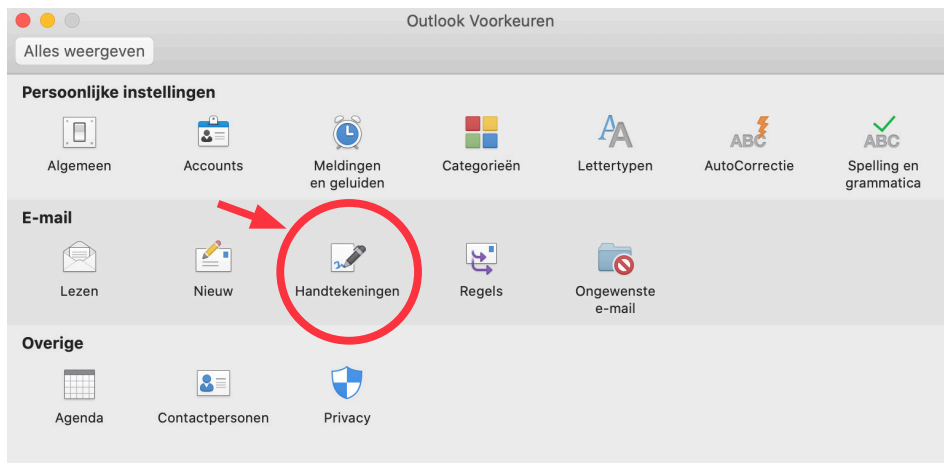 Outlook Voorkeuren
Alles weergeven
Persoonlijke instellingen
Algemeen
Accounts
Meldingen
en geluiden
Categorieën
Lettertypen
ABC
AutoCorrectie
ABC
Spelling en
grammatica
E-mail
Lezen
Nieuw
Handtekeningen
Regels
Ongewenste
e-mail
Overige
Agenda
Contactpersonen
Privacy